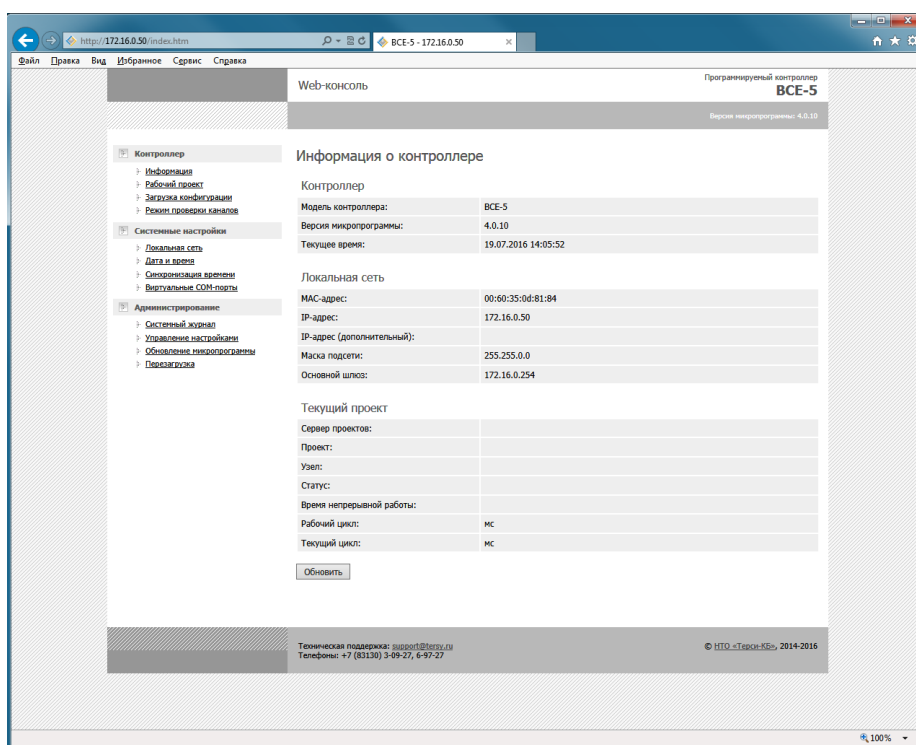 http://172.16.0.50/index.htm
BCE-5 - 172.16.0.50
Файл Правка Вид Избранное Сервис Справка
Web-консоль
Программируемый контроллер
BCE-5
Версия микропрограммы: 4.0.10
Контроллер
Информация
Рабочий проект
Загрузка конфигурации
Режим проверки каналов
Системные настройки
Локальная сеть
Дата и время
Синхронизация времени
Виртуальные COM-порты
Администрирование
Системный журнал
Управление настройками
Обновление микропрограммы
Перезагрузка
Информация о контроллере
Контроллер
Модель контроллера: BCE-5
Версия микропрограммы: 4.0.10
Текущее время: 19.07.2016 14:05:52
Локальная сеть
MAC-адрес: 00:60:35:0d:81:84
IP-адрес: 172.16.0.50
IP-адрес (дополнительный):
Маска подсети: 255.255.0.0
Основной шлюз: 172.16.0.254
Текущий проект
Сервер проектов:
Проект:
Узел:
Статус:
Время непрерывной работы:
Рабочий цикл: мс
Текущий цикл: мс
Обновить
Техническая поддержка: support@tersy.ru
Телефоны: +7 (83130) 3-09-27, 6-97-27
© НТО «Терси-КБ», 2014-2016
100%